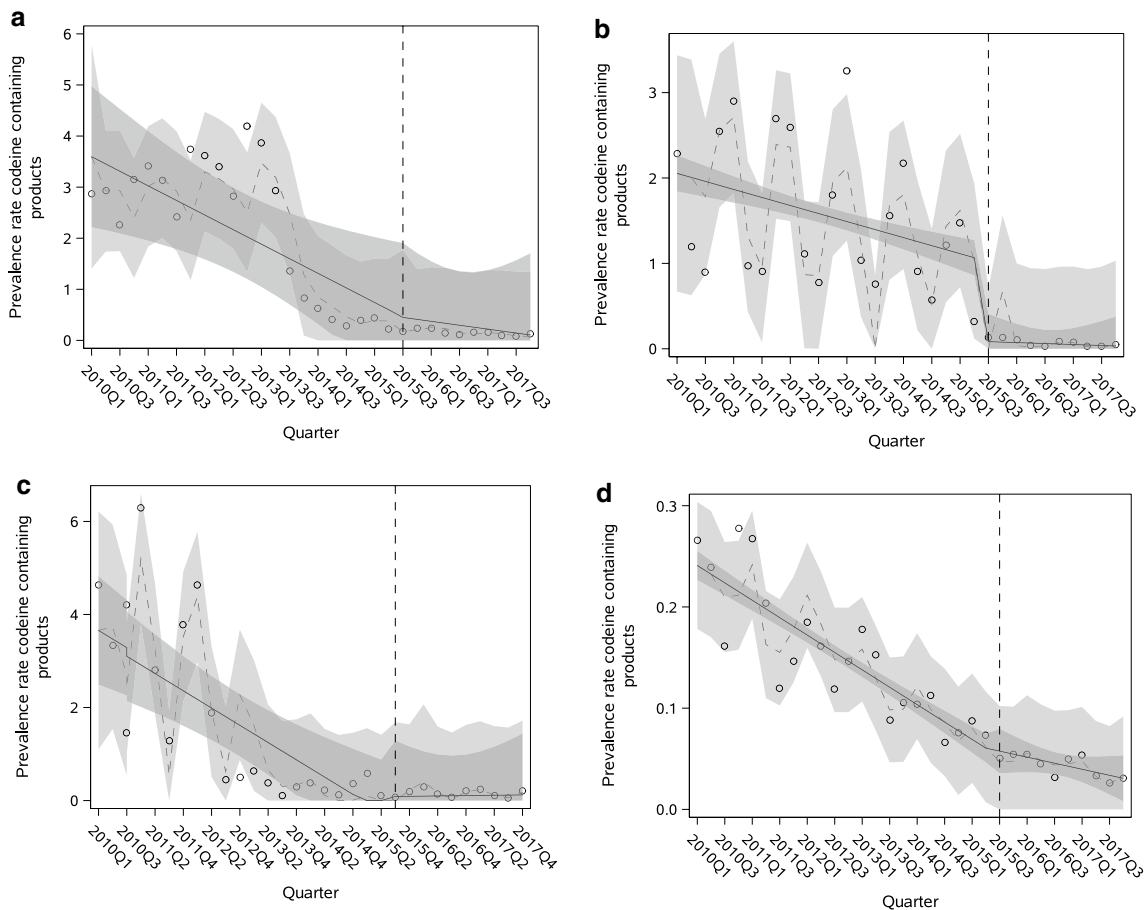 a
Prevalence rate codeine containing
products
6
5
4
3
2
1
0
2010Q1
2010Q3
2011Q1
2011Q3
2012Q1
2012Q3
2013Q1
2013Q3
2014Q1
2014Q3
2015Q1
2015Q3
2016Q1
2016Q3
2017Q1
2017Q3
Quarter
b
Prevalence rate codeine containing
products
3
2
1
0
2010Q1
2010Q3
2011Q1
2011Q3
2012Q1
2012Q3
2013Q1
2013Q3
2014Q1
2014Q3
2015Q1
2015Q3
2016Q1
2016Q3
2017Q1
2017Q3
Quarter
c
Prevalence rate codeine containing
products
6
4
2
0
2010Q1
2010Q3
2011Q2
2011Q4
2012Q2
2012Q4
2013Q2
2013Q4
2014Q2
2014Q4
2015Q2
2015Q4
2016Q2
2016Q4
2017Q2
2017Q4
Quarter
d
Prevalence rate codeine containing
products
0.3
0.2
0.1
0.0
2010Q1
2010Q3
2011Q1
2011Q3
2012Q1
2012Q3
2013Q1
2013Q3
2014Q1
2014Q3
2015Q1
2015Q3
2016Q1
2016Q3
2017Q1
2017Q3
Quarter